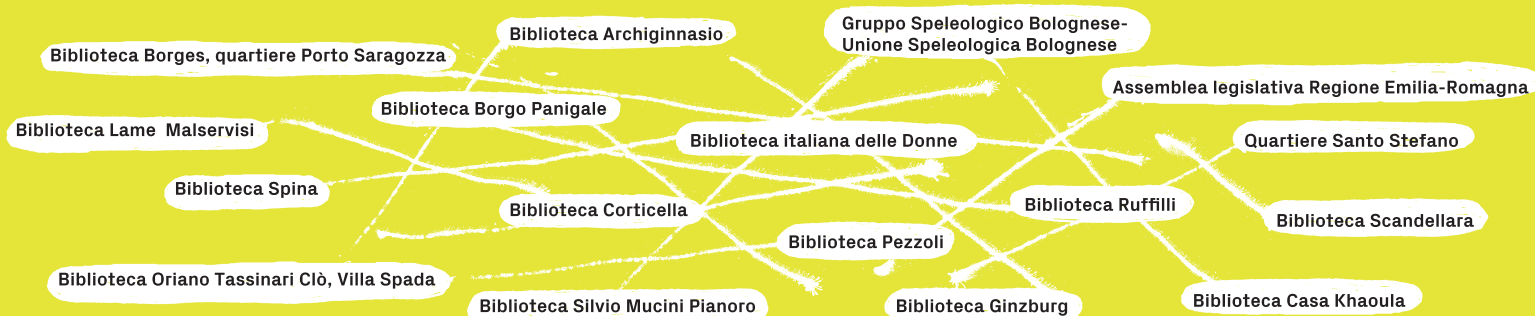 Biblioteca Archiginnasio
Gruppo Speleologico Bolognese-
Unione Speleologica Bolognese
Biblioteca Borges, quartiere Porto Saragozza
Assemblea legislativa Regione Emilia-Romagna
Biblioteca Borgo Panigale
Biblioteca Lame Malservisi
Biblioteca italiana delle Donne
Quartiere Santo Stefano
Biblioteca Spina
Biblioteca Corticella
Biblioteca Ruffilli
Biblioteca Scandellara
Biblioteca Pezzoli
Biblioteca Oriano Tassinari Clò, Villa Spada
Biblioteca Silvio Mucini Pianoro
Biblioteca Ginzburg
Biblioteca Casa Khaoula